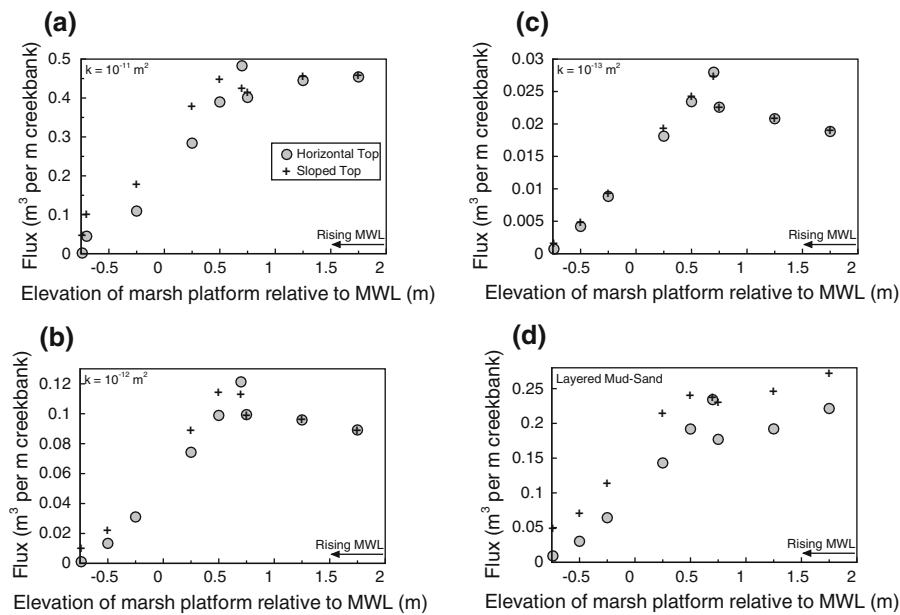 (a)
k = 10-11 m2
Flux (m3 per m creekbank)
0.5
0.4
0.3
0.2
0.1
0
Horizontal Top
Sloped Top
Rising MWL
-0.5 0 0.5 1 1.5 2
Elevation of marsh platform relative to MWL (m)
(c)
k = 10-13 m2
Flux (m3 per m creekbank)
0.03
0.025
0.02
0.015
0.01
0.005
0
Rising MWL
-0.5 0 0.5 1 1.5 2
Elevation of marsh platform relative to MWL (m)
(b)
k = 10-12 m2
Flux (m3 per m creekbank)
0.12
0.1
0.08
0.06
0.04
0.02
0
Rising MWL
-0.5 0 0.5 1 1.5 2
Elevation of marsh platform relative to MWL (m)
(d)
Layered Mud-Sand
Flux (m3 per m creekbank)
0.25
0.2
0.15
0.1
0.05
0
Rising MWL
-0.5 0 0.5 1 1.5 2
Elevation of marsh platform relative to MWL (m)